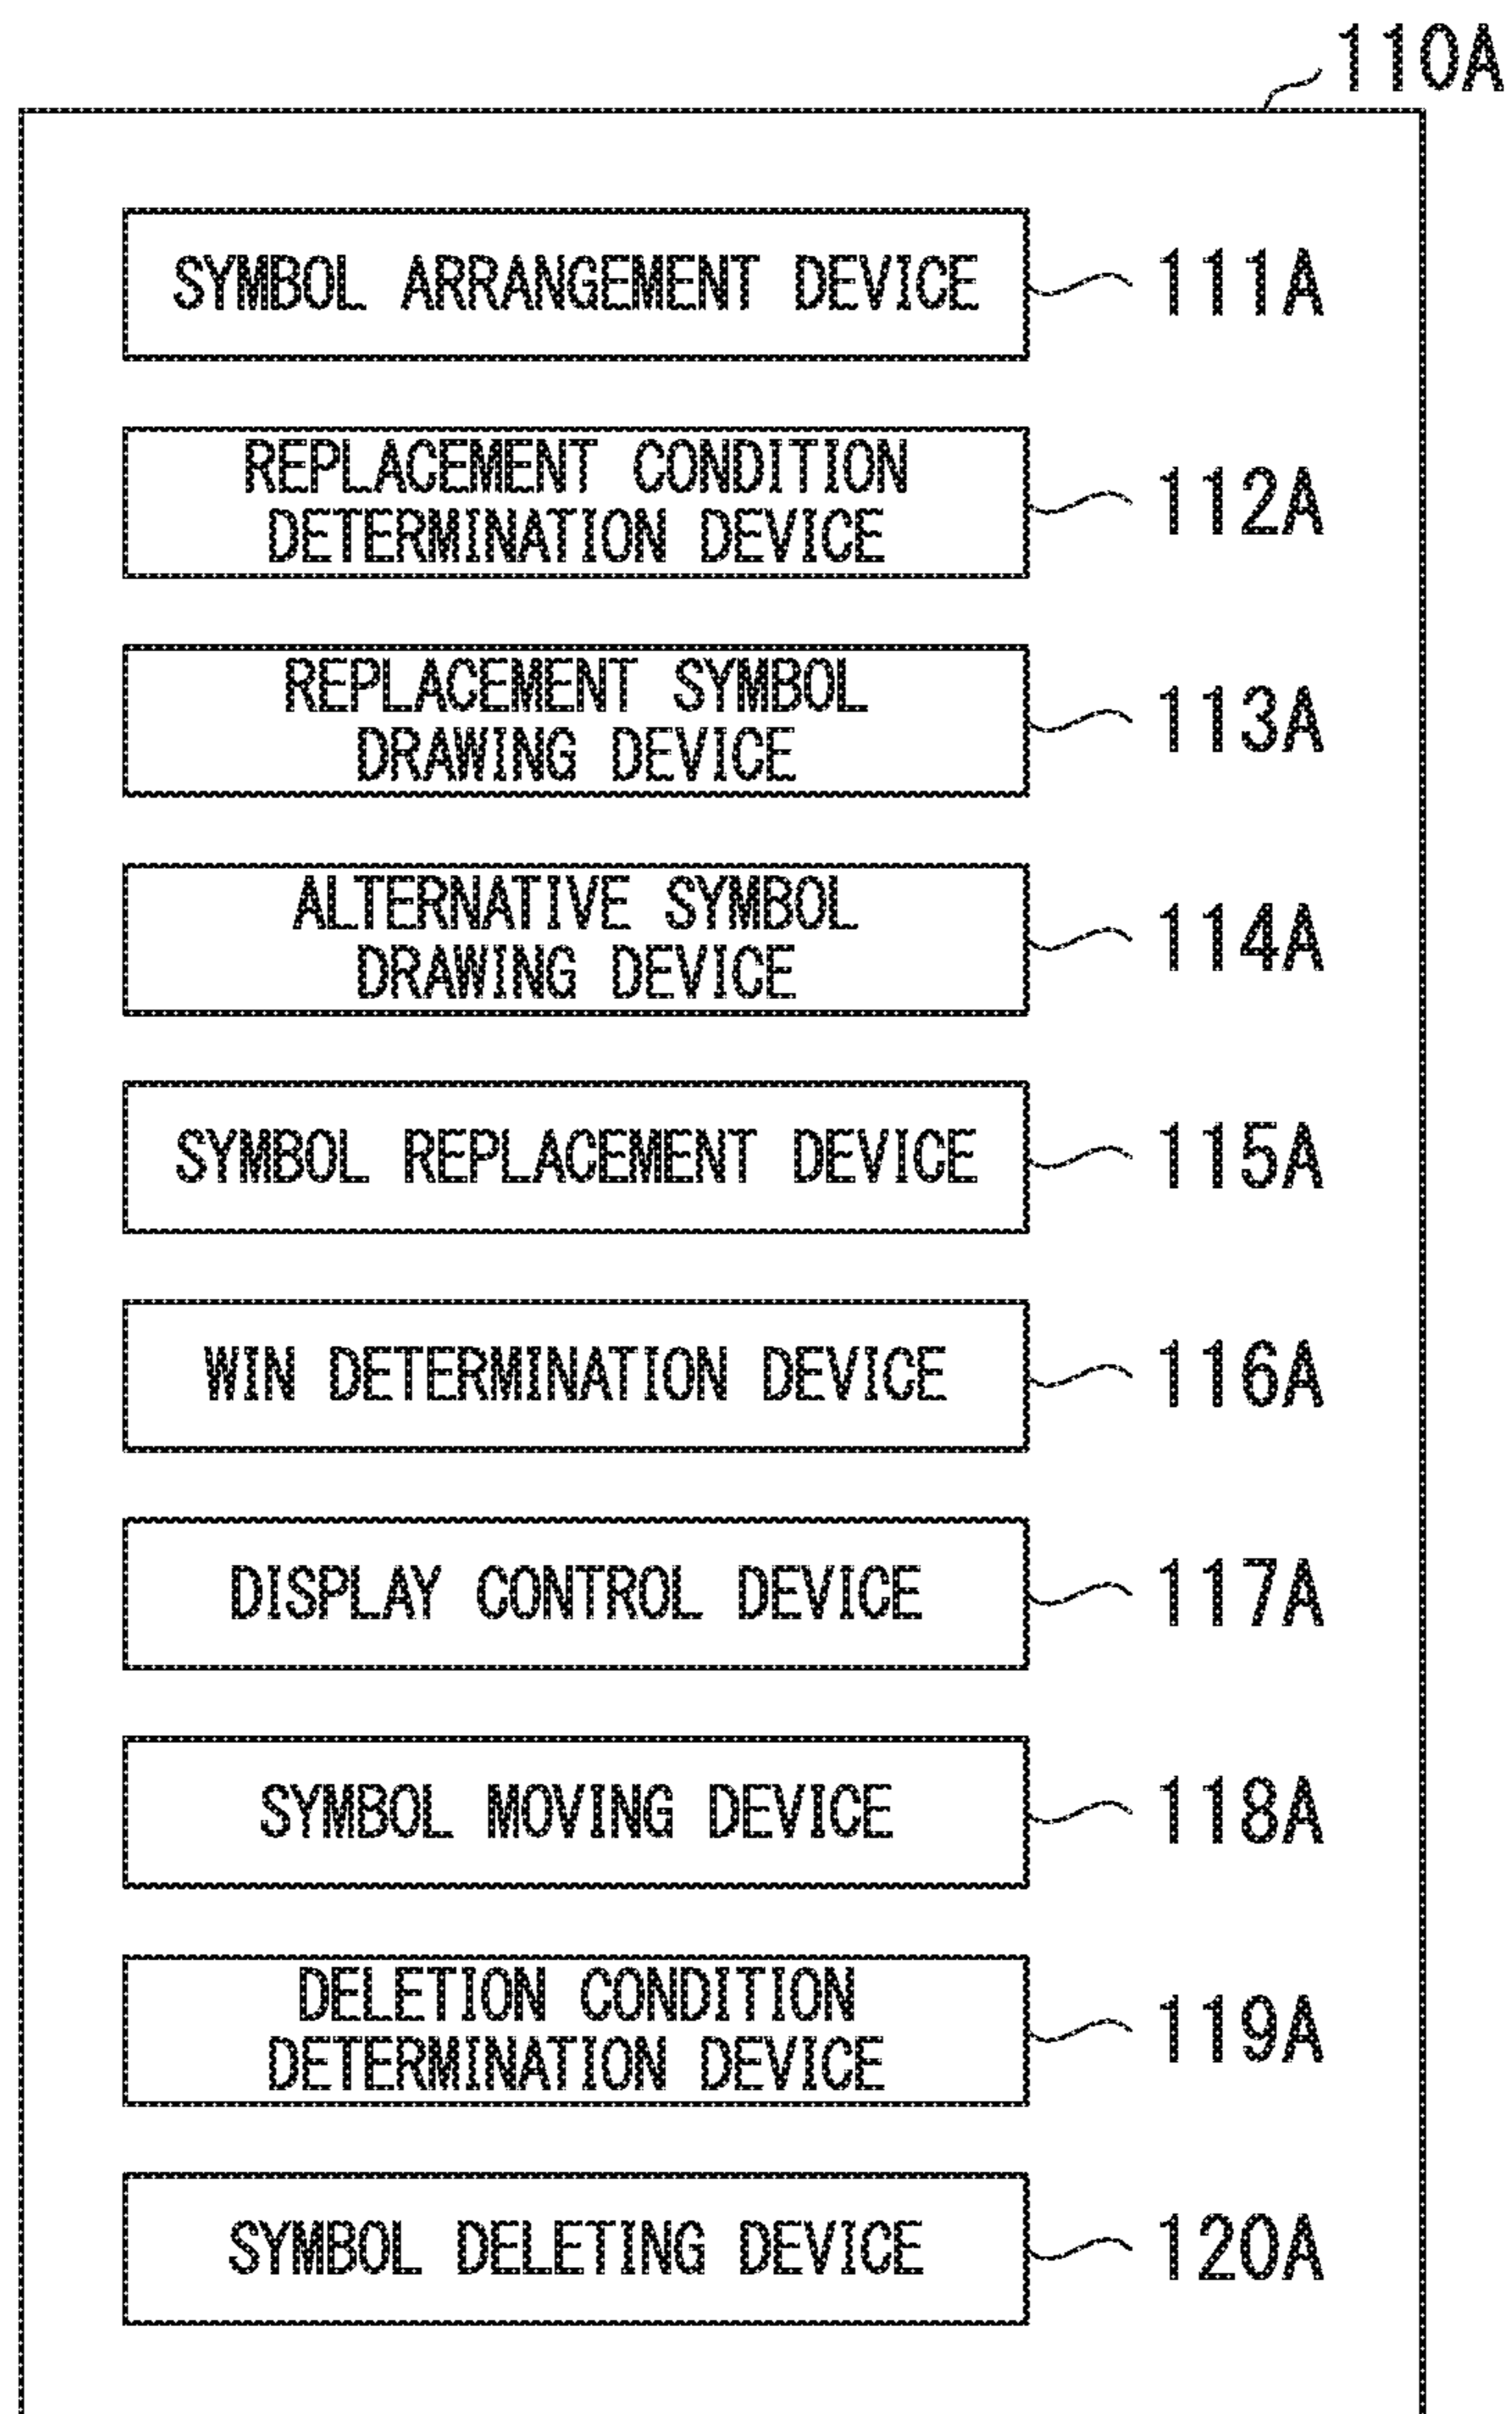 110A
SYMBOL ARRANGEMENT DEVICE 111A
REPLACEMENT CONDITION
DETERMINATION DEVICE 112A
REPLACEMENT SYMBOL
DRAWING DEVICE 113A
ALTERNATIVE SYMBOL
DRAWING DEVICE 114A
SYMBOL REPLACEMENT DEVICE 115A
WIN DETERMINATION DEVICE 116A
DISPLAY CONTROL DEVICE 117A
SYMBOL MOVING DEVICE 118A
DELETION CONDITION
DETERMINATION DEVICE 119A
SYMBOL DELETING DEVICE 120A